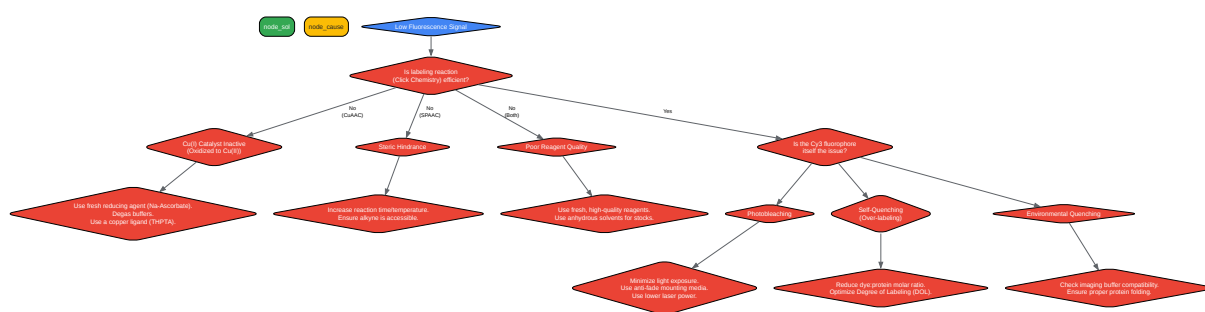 node_sol
node_cause
Low Fluorescence Signal
Is labeling reaction
(Click Chemistry) efficient?
No
(CuAAC)
No
(SPAAC)
No
(Both)
Yes
Cu(I) Catalyst Inactive
(Oxidized to Cu(II))
Steric Hindrance
Poor Reagent Quality
Is the Cy3 fluorophore
itself the issue?
Use fresh reducing agent (Na-Ascorbate).
Degas buffers.
Use a copper ligand (THPTA).
Increase reaction time/temperature.
Ensure alkyne is accessible.
Use fresh, high-quality reagents.
Use anhydrous solvents for stocks.
Photobleaching
Self-Quenching
(Over-labeling)
Environmental Quenching
Minimize light exposure.
Use anti-fade mounting media.
Use lower laser power.
Reduce dye:protein molar ratio.
Optimize Degree of Labeling (DOL).
Check imaging buffer compatibility.
Ensure proper protein folding.